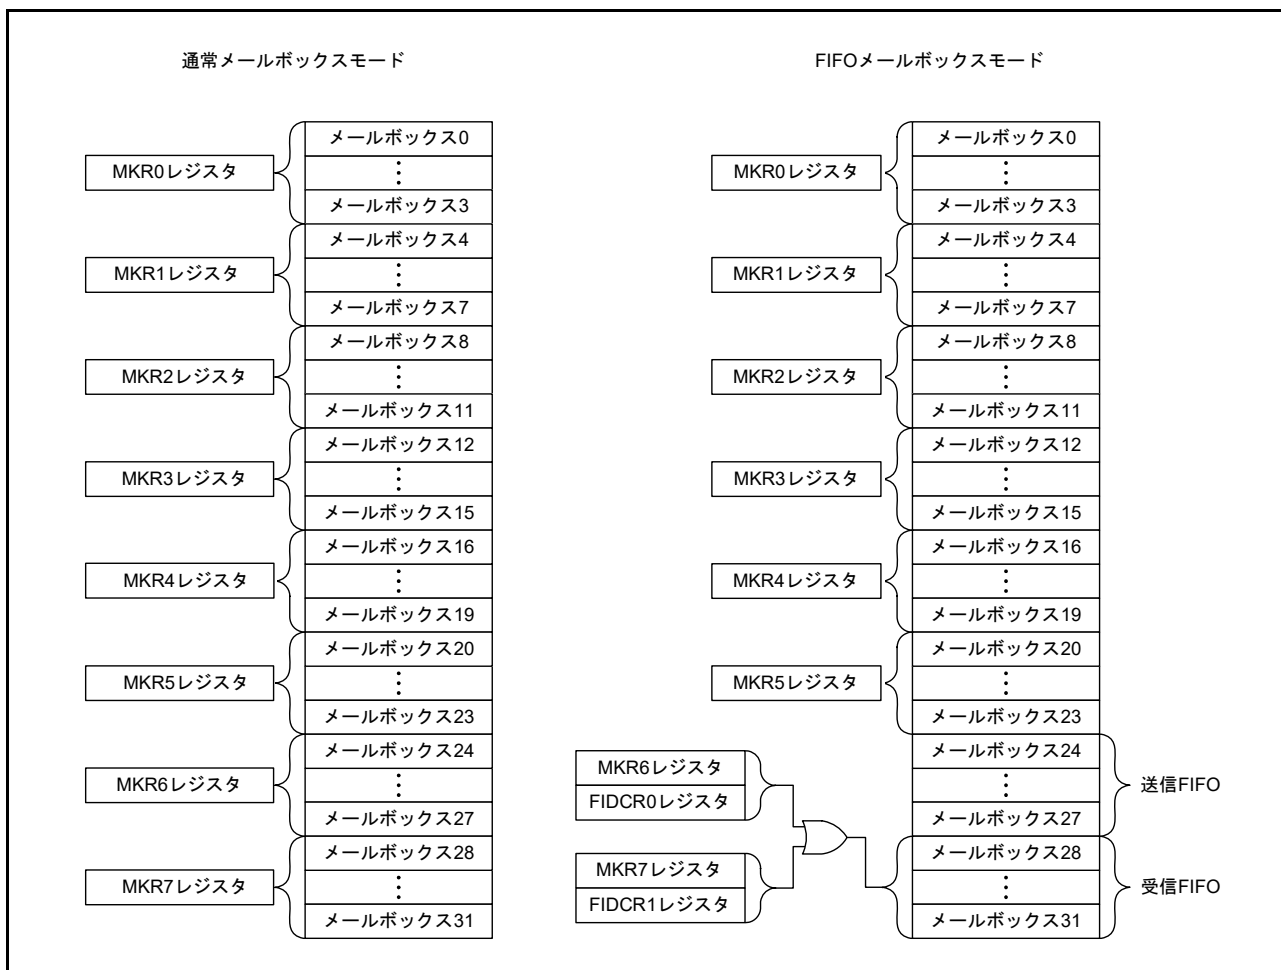 通常メールボックスモード
MKR0レジスタ
メールボックス0
メールボックス3
MKR1レジスタ
メールボックス4
メールボックス7
MKR2レジスタ
メールボックス8
メールボックス11
MKR3レジスタ
メールボックス12
メールボックス15
MKR4レジスタ
メールボックス16
メールボックス19
MKR5レジスタ
メールボックス20
メールボックス23
MKR6レジスタ
メールボックス24
メールボックス27
MKR7レジスタ
メールボックス28
メールボックス31
FIFOメールボックスモード
MKR0レジスタ
メールボックス0
メールボックス3
MKR1レジスタ
メールボックス4
メールボックス7
MKR2レジスタ
メールボックス8
メールボックス11
MKR3レジスタ
メールボックス12
メールボックス15
MKR4レジスタ
メールボックス16
メールボックス19
MKR5レジスタ
メールボックス20
メールボックス23
MKR6レジスタ
FIDCR0レジスタ
メールボックス24
メールボックス27
送信FIFO
MKR7レジスタ
FIDCR1レジスタ
メールボックス28
メールボックス31
受信FIFO